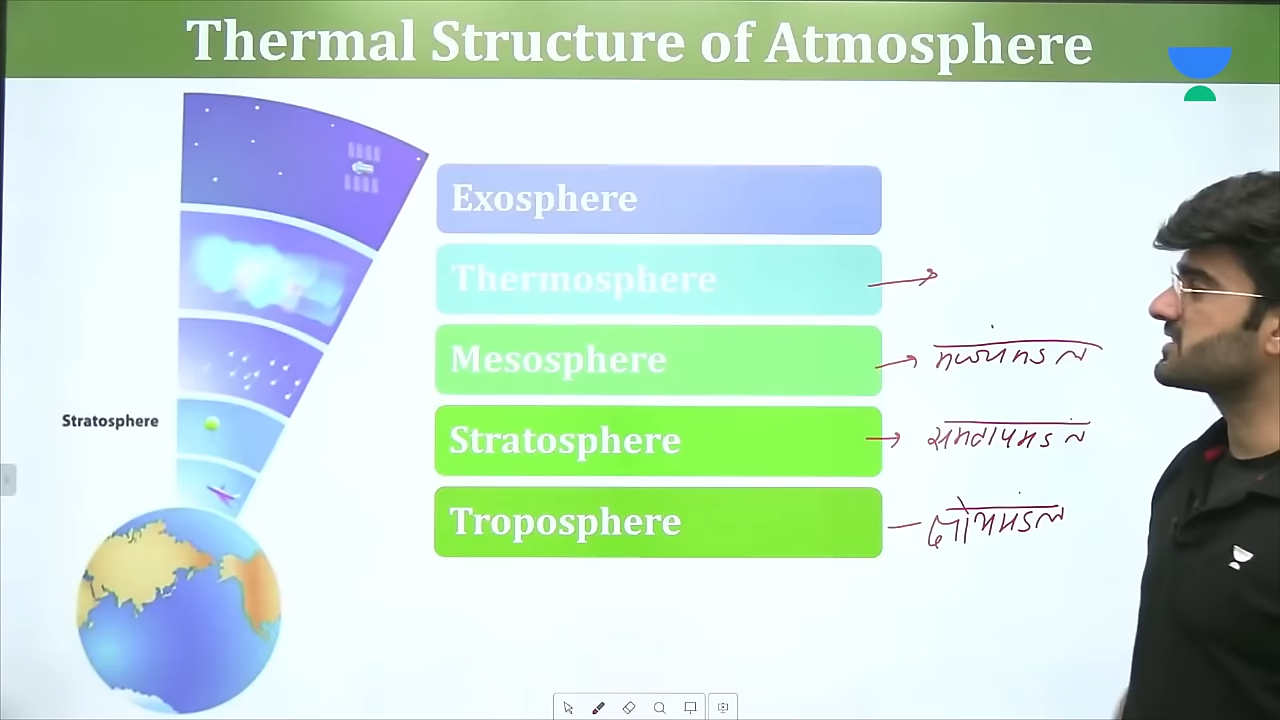 Thermal Structure of Atmosphere
Exosphere
Thermosphere
Mesosphere
मध्यमंडल
Stratosphere
Stratosphere
समतापमंडल
Troposphere
क्षोभमंडल